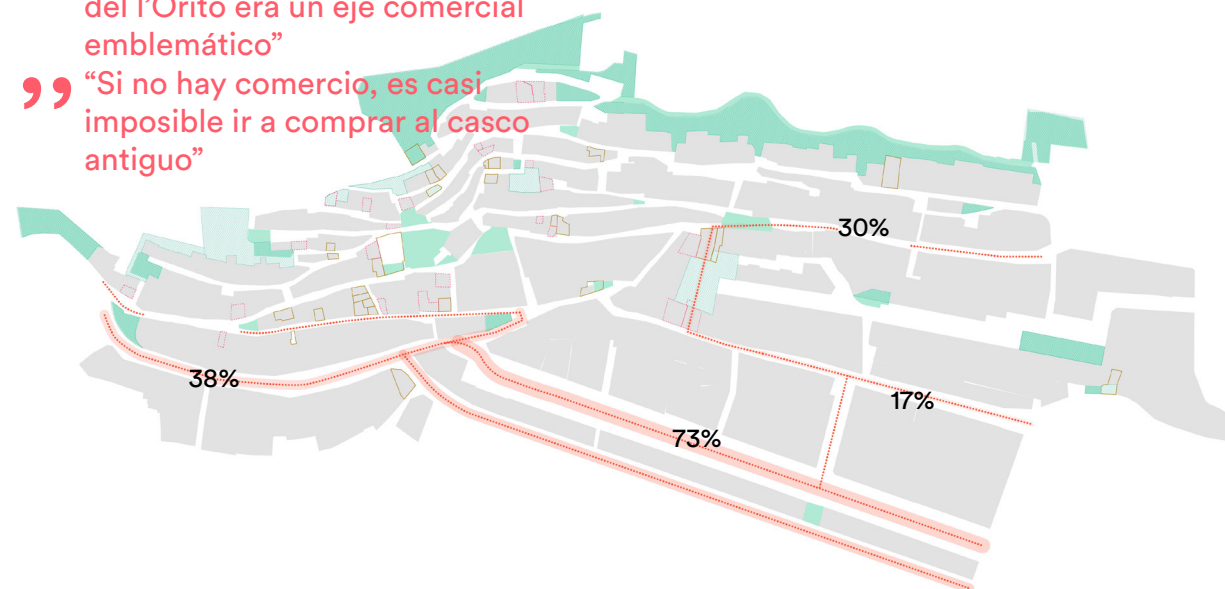 del l’Orito era un eje comercial
emblemático”
”
“Si no hay comercio, es casi
imposible ir a comprar al casco
antiguo”
30%
38%
17%
73%